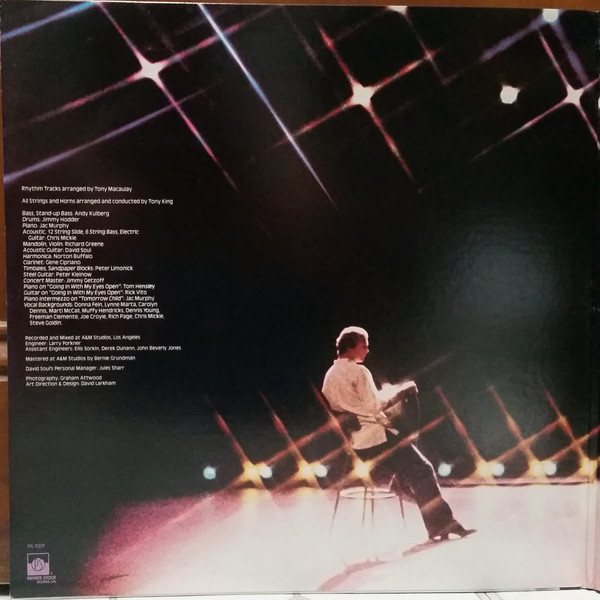 Rhythm Tracks arranged by Tony Macaulay
All Strings and Horns arranged and conducted by Tony King
Bass, Stand-up Bass: Andy Kulberg
Drums: Jimmy Hodder
Piano: Jac Murphy
Acoustic, 12 String Slide, 6 String Bass, Electric
Guitar: Chris Mickie
Mandolin, Violin: Richard Greene
Acoustic Guitar: David Soul
Harmonica: Norton Buffalo
Clarinet: Gene Cipriano
Timbales, Sandpaper Blocks: Peter Limonick
Steel Guitar: Peter Kleinow
Concert Master: Jimmy Getzoff
Piano on "Going In With My Eyes Open": Tom Hensley
Guitar on "Going In With My Eyes Open": Rick Vito
Piano Intermezzo on "Tomorrow Child": Jac Murphy
Vocal Backgrounds: Donna Fein, Lynne Marta, Carolyn
Dennis, Marti McCall, Muffy Hendricks, Dennis Young,
Freeman Clemente, Joe Croyle, Rich Page, Chris Mickie,
Steve Goldin.
Recorded and Mixed at A&M Studios, Los Angeles
Engineer: Larry Forkner
Assistant Engineers: Ellis Sorkin, Derek Dunann, John Beverly Jones
Mastered at A&M Studios by Bernie Grundman
David Soul's Personal Manager: Jules Sharr
Photography: Graham Attwood
Art Direction & Design: David Larkham
PRIVATE STOCK